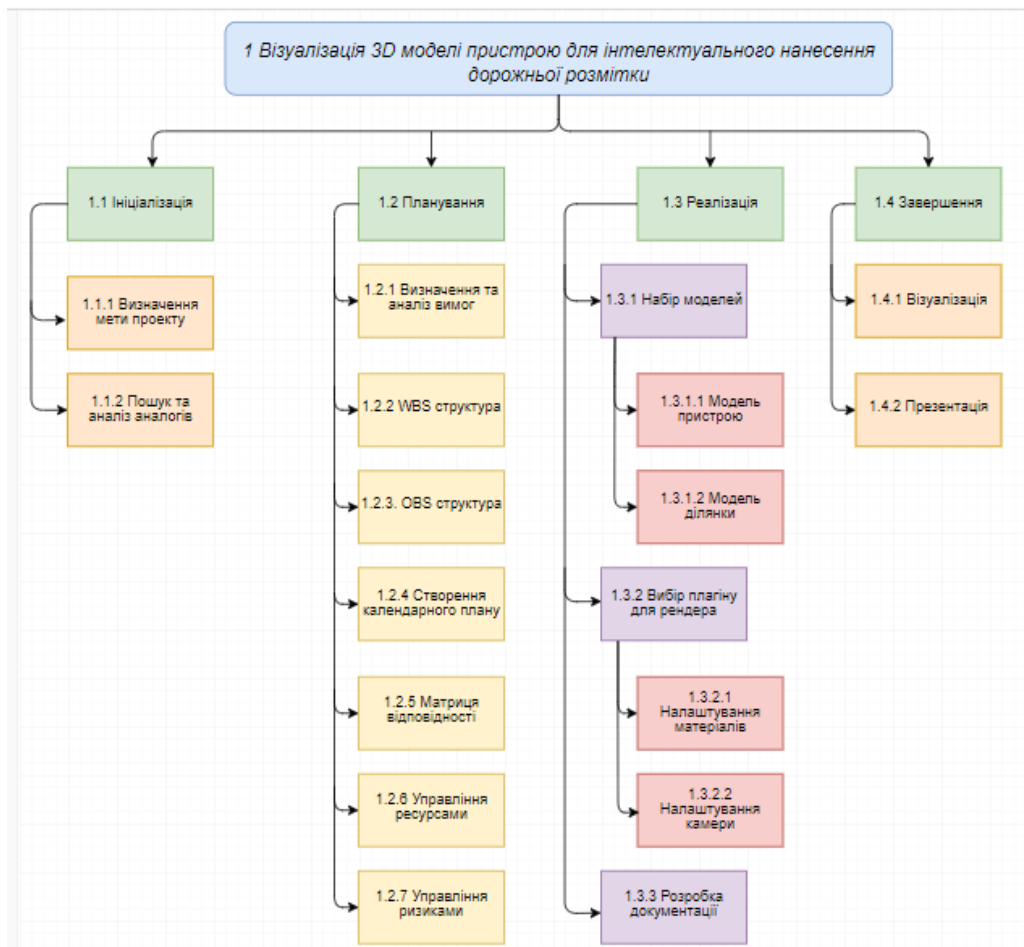 1 Візуалізація 3D моделі пристрою для інтелектуального нанесення
дорожньої розмітки
1.1 Ініціалізація
1.1.1 Визначення
мети проекту
1.1.2 Пошук та
аналіз аналогів
1.2 Планування
1.2.1 Визначення та
аналіз вимог
1.2.2 WBS структура
1.2.3. OBS структура
1.2.4 Створення
календарного плану
1.2.5 Матриця
відповідності
1.2.6 Управління
ресурсами
1.2.7 Управління
ризиками
1.3 Реалізація
1.3.1 Набір моделей
1.3.1.1 Модель
пристрою
1.3.1.2 Модель
ділянки
1.3.2 Вибір плагіну
для рендера
1.3.2.1
Налаштування
матеріалів
1.3.2.2
Налаштування
камери
1.3.3 Розробка
документації
1.4 Завершення
1.4.1 Візуалізація
1.4.2 Презентація